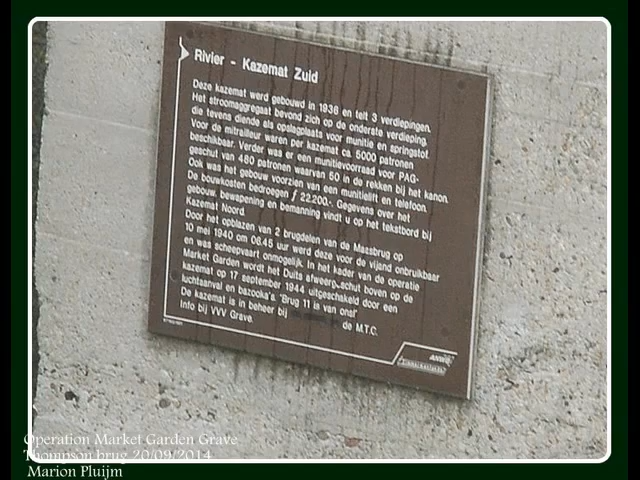 Rivier - Kazemat Zuid
Deze kazemat werd gebouwd in 1936 en telt 3 verdiepingen.
Het stroomaggregaat bevond zich op de onderste verdieping,
die tevens diende als opslagplaats voor munitie en springstof.
Voor de mitrailleur waren per kazemat ca. 5000 patronen
beschikbaar. Verder was er een munitievoorraad voor PAG-
geschut van 480 patronen waarvan 50 in de rekken bij het kanon.
Ook was het gebouw voorzien van een munitielift en telefoon.
De bouwkosten bedroegen ƒ 22.200,-. Gegevens over het
gebouw, bewapening en bemanning vindt u op het tekstbord bij
Kazemat Noord.
Door het opblazen van 2 brugdelen van de Maasbrug op
10 mei 1940 om 06.45 uur werd deze voor de vijand onbruikbaar
en was scheepvaart onmogelijk. In het kader van de operatie
Market Garden wordt het Duits afweergeschut boven op de
kazemat op 17 september 1944 uitgeschakeld door een
luchtaanval en bazooka's. "Brug 11 is van ons!"
De kazemat is in beheer bij de M.T.C.
Info bij VVV Grave.
ANWB
Operation Market Garden Grave
Thompson brug 20/09/2014
Marion Pluijm